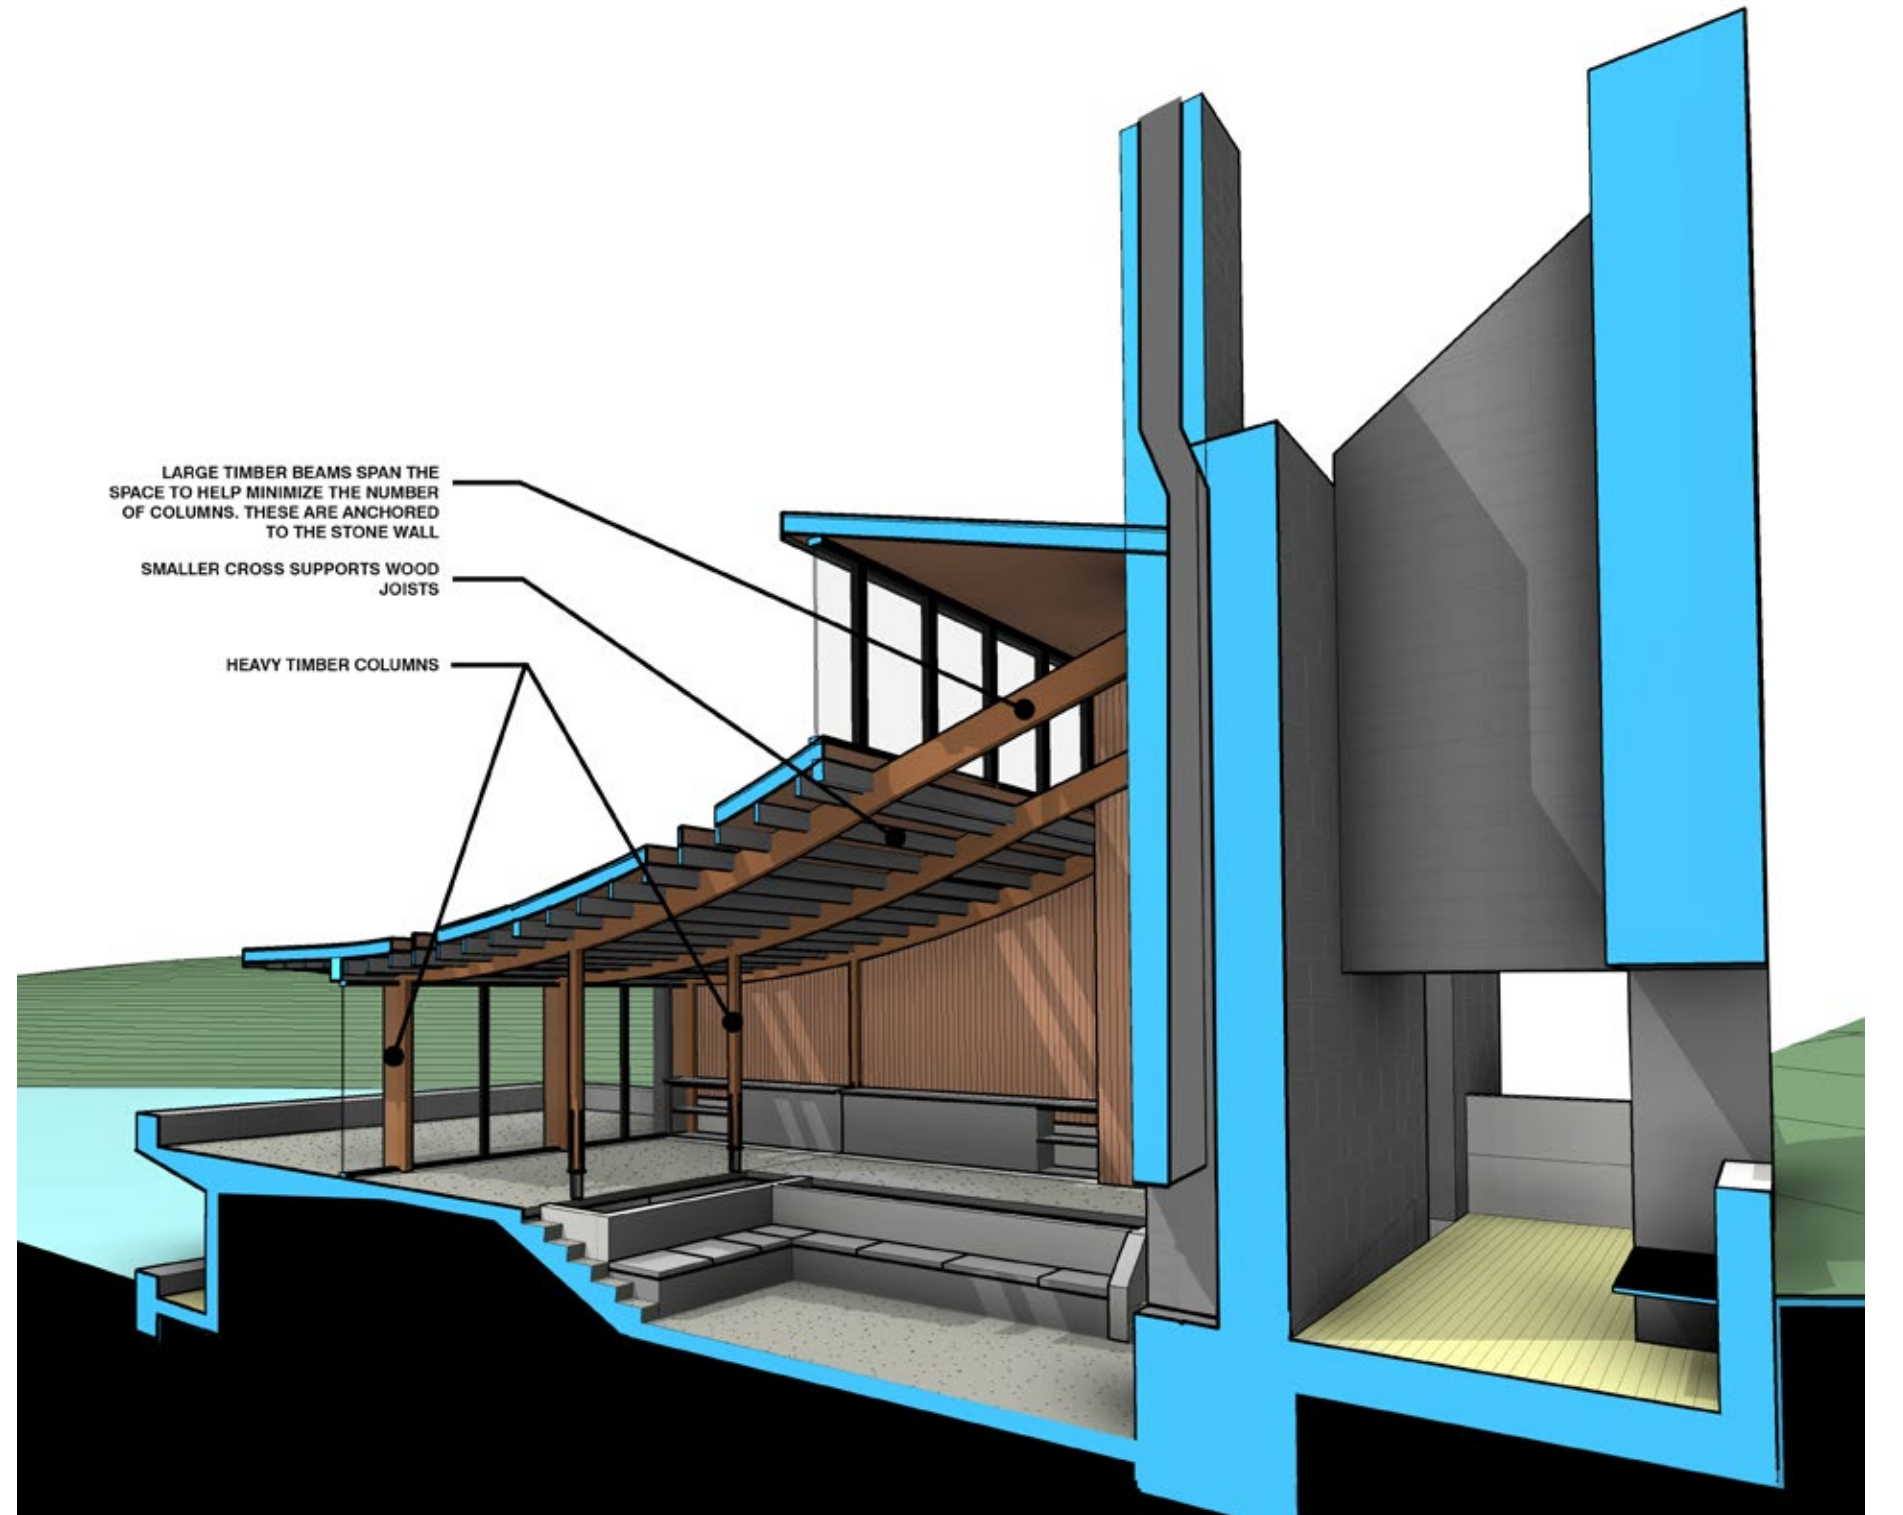 LARGE TIMBER BEAMS SPAN THE
SPACE TO HELP MINIMIZE THE NUMBER
OF COLUMNS. THESE ARE ANCHORED
TO THE STONE WALL
SMALLER CROSS SUPPORTS WOOD
JOISTS
HEAVY TIMBER COLUMNS